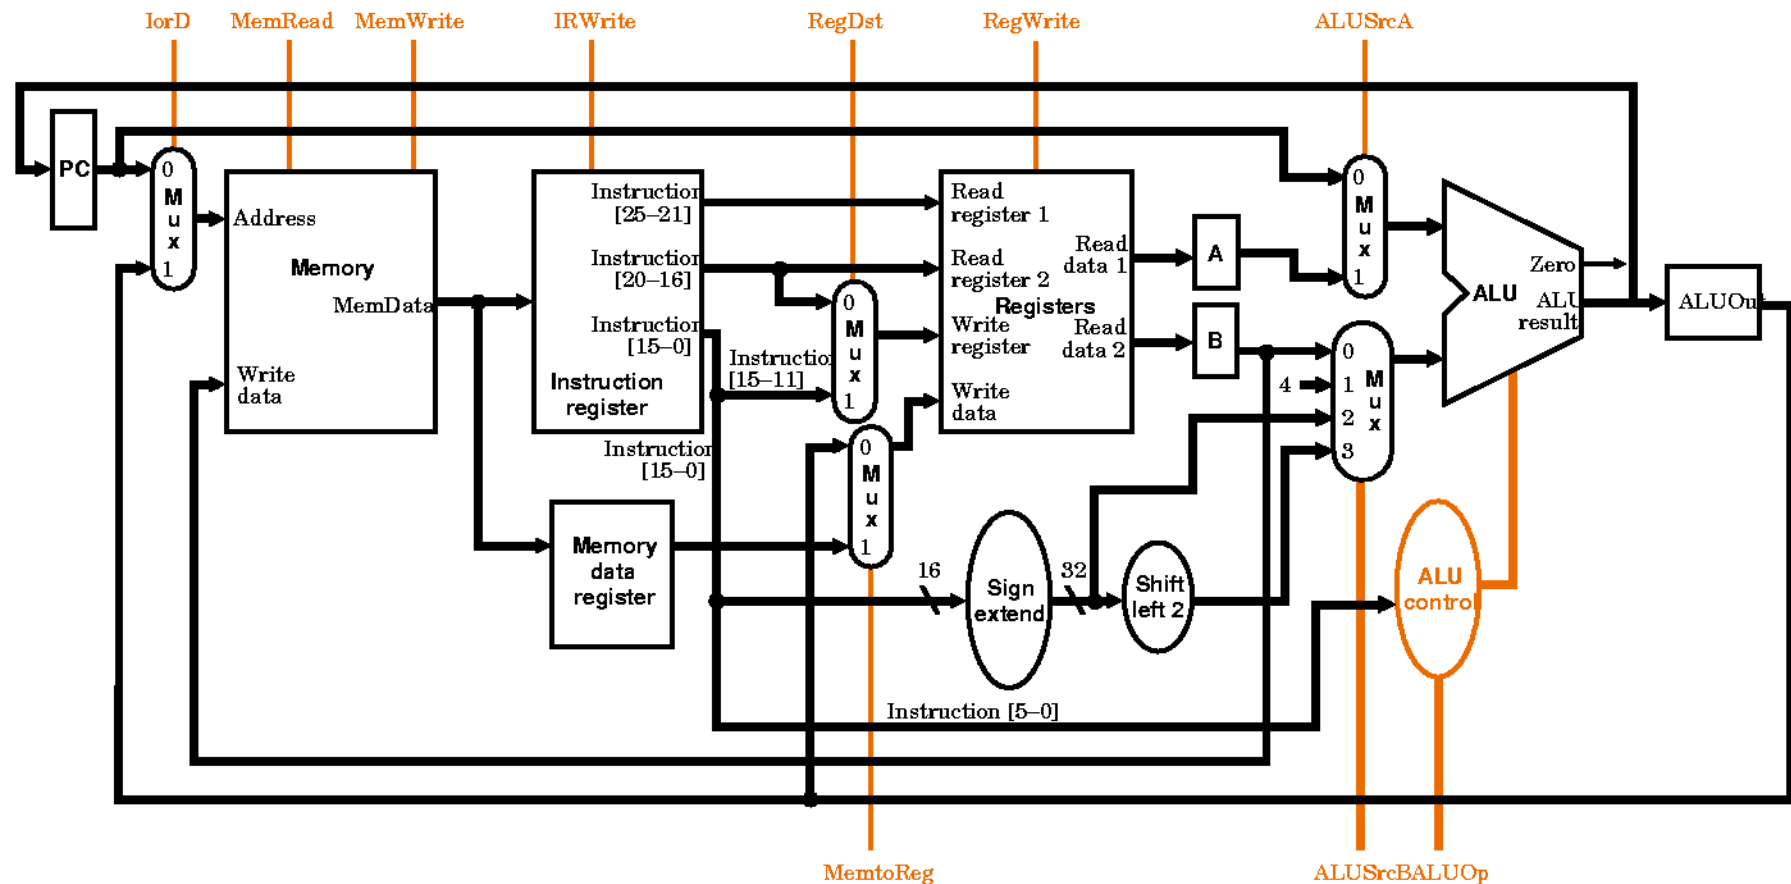 IorD MemRead MemWrite IRWrite RegDst RegWrite ALUSrcA
PC
0
M
u
x
1
Address
Memory
MemData
Write
data
Instruction
[25–21]
Instruction
[20–16]
Instruction
[15–0]
Instruction
register
Instruction
[15–11]
Instruction
[15–0]
0
M
u
x
1
0
M
u
x
1
Memory
data
register
Read
register 1
Read
register 2
Registers
Write
register
Write
data
Read
data 1
Read
data 2
A
B
0
M
u
x
1
4
0
1
2
3
M
u
x
Zero
ALU
ALU
result
ALUOut
16
Sign
extend
32
Shift
left 2
ALU
control
Instruction [5–0]
MemtoReg ALUSrcB ALUOp